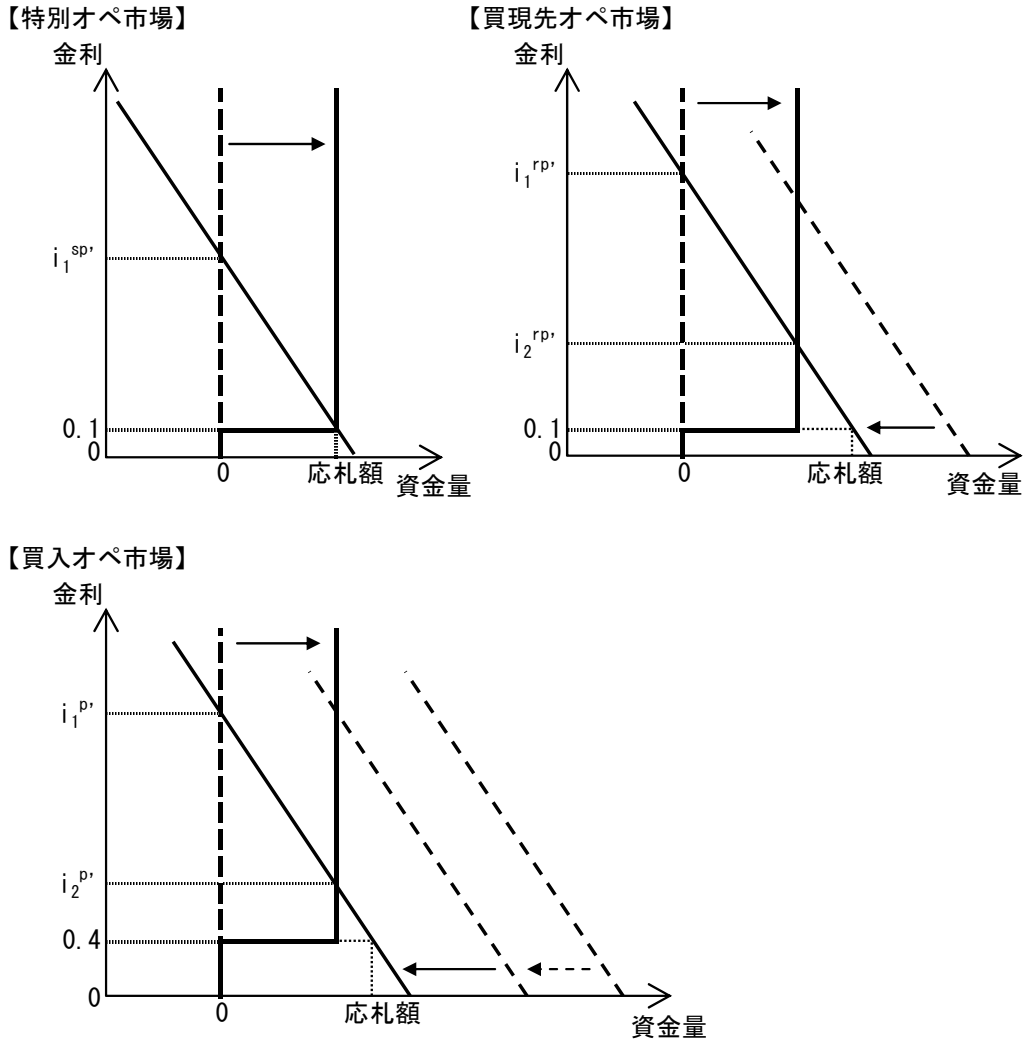 【特別オペ市場】
金利
i₁ˢᵖ’
0.1
0
0
応札額
資金量
【買現先オペ市場】
金利
i₁ʳᵖ’
i₂ʳᵖ’
0.1
0
0
応札額
資金量
【買入オペ市場】
金利
i₁ᵖ’
i₂ᵖ’
0.4
0
0
応札額
資金量